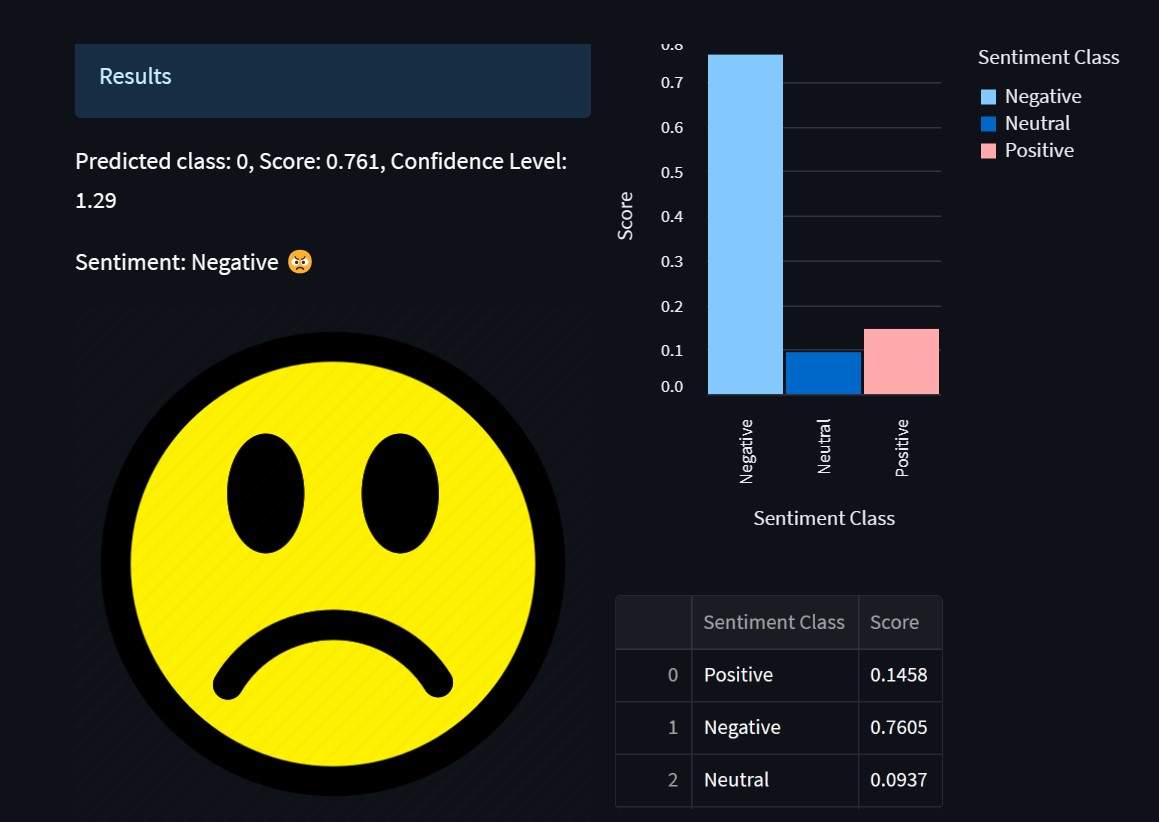 Results
Predicted class: 0, Score: 0.761, Confidence Level:
1.29
Sentiment: Negative 😡
0.8
0.7
0.6
0.5
0.4
0.3
0.2
0.1
0.0
Score
Negative
Neutral
Positive
Sentiment Class
Sentiment Class
Negative
Neutral
Positive
Sentiment Class Score
0 Positive 0.1458
1 Negative 0.7605
2 Neutral 0.0937